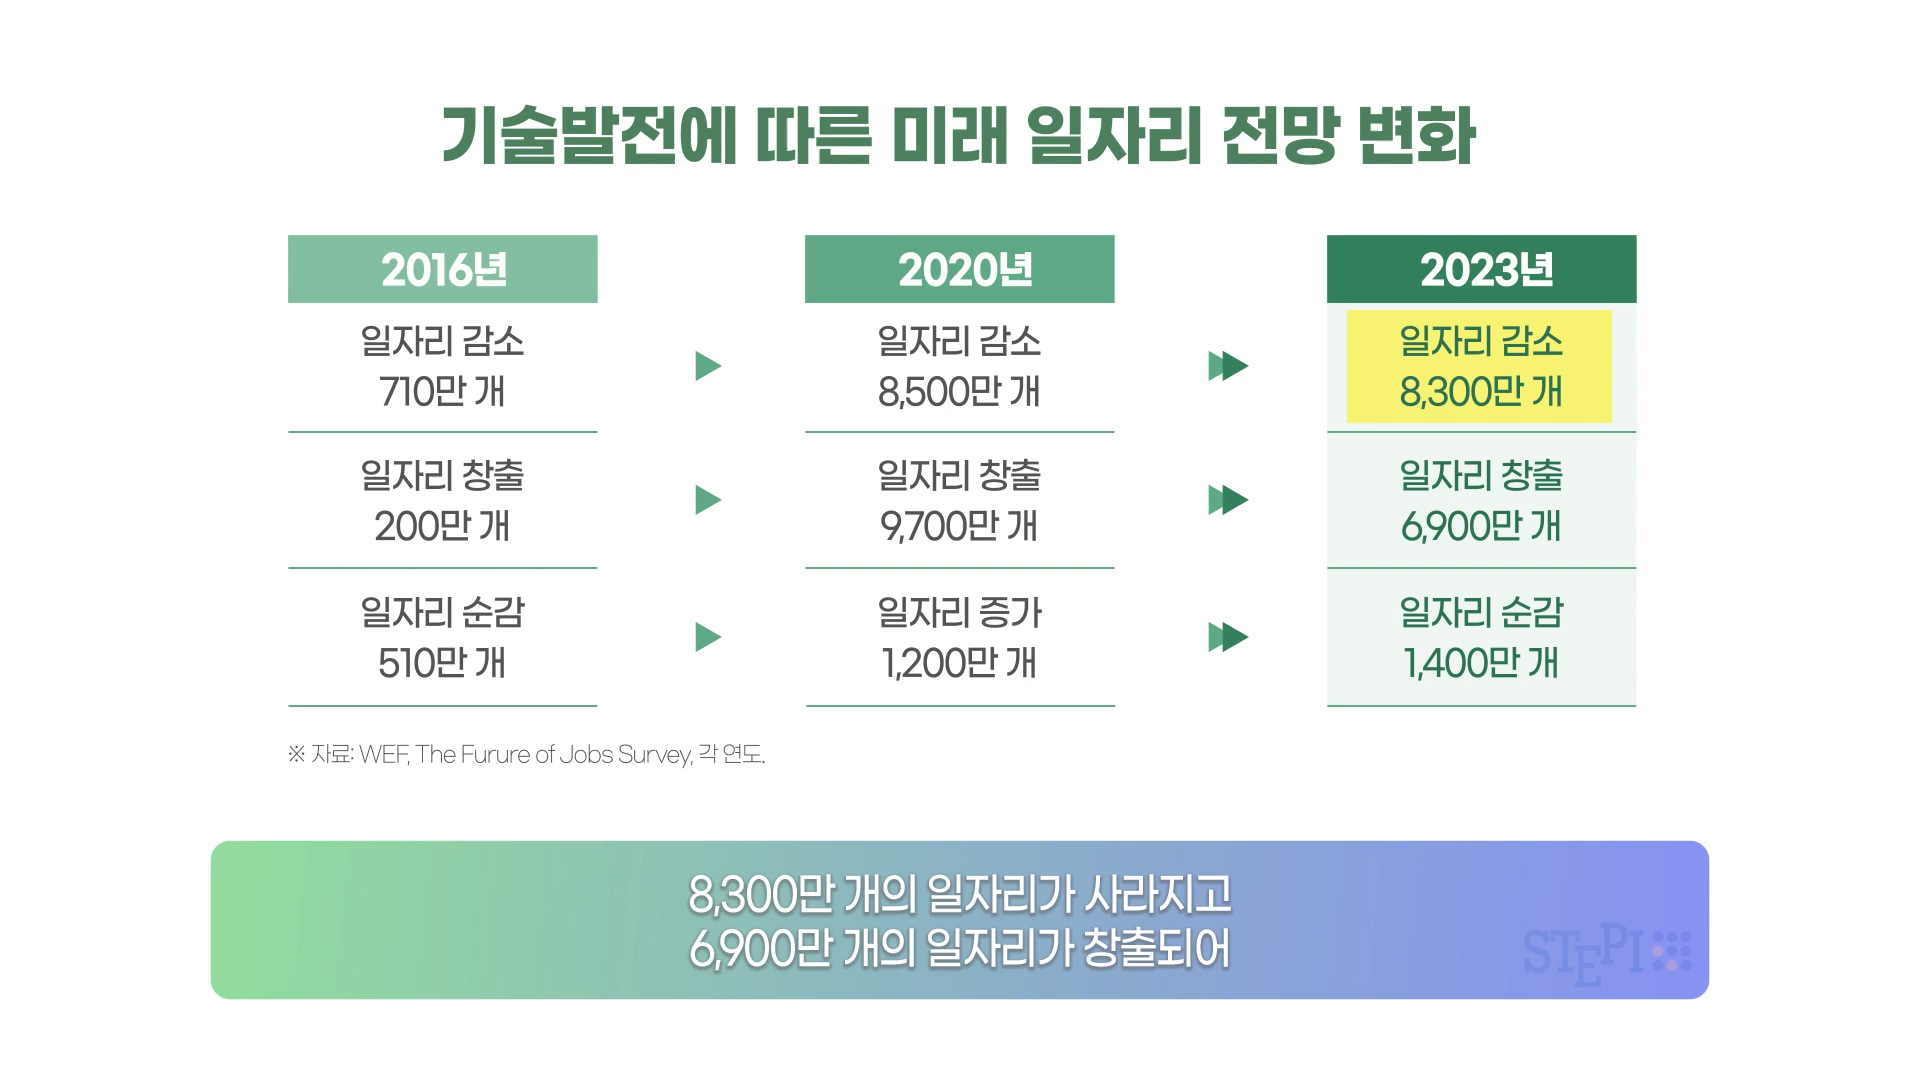 기술발전에 따른 미래 일자리 전망 변화
2016년
2020년
2023년
일자리 감소
710만 개
일자리 감소
8,500만 개
일자리 감소
8,300만 개
일자리 창출
200만 개
일자리 창출
9,700만 개
일자리 창출
6,900만 개
일자리 순감
510만 개
일자리 증가
1,200만 개
일자리 순감
1,400만 개
※ 자료: WEF, The Furure of Jobs Survey, 각 연도.
8,300만 개의 일자리가 사라지고
6,900만 개의 일자리가 창출되어
STEPI